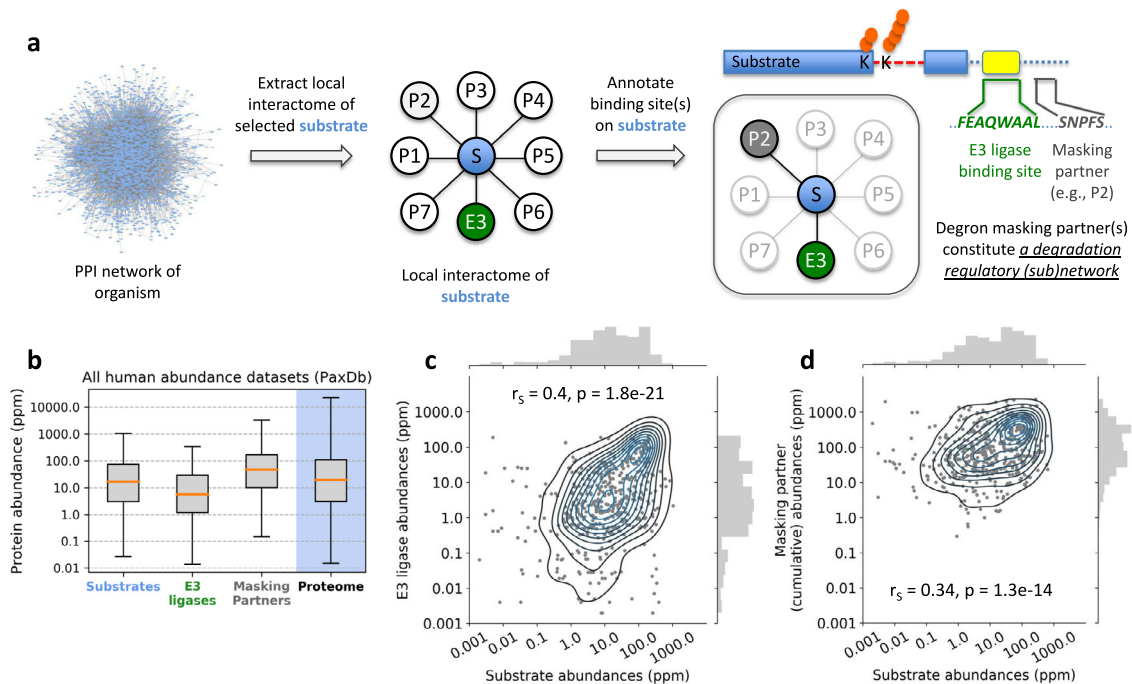 a
Extract local
interactome of
selected substrate
PPI network of
organism
P1
P2
P3
P4
P5
P6
P7
S
E3
Local interactome of
substrate
Annotate
binding site(s)
on substrate
P1
P2
P3
P4
P5
P6
P7
S
E3
Substrate
K
K
..FEAQWAAL....SNPFS..
E3 ligase
binding site
Masking
partner
(e.g., P2)
Degron masking partner(s)
constitute a degradation
regulatory (sub)network
b
All human abundance datasets (PaxDb)
Protein abundance (ppm)
10000.0
1000.0
100.0
10.0
1.0
0.1
0.01
Substrates
E3
ligases
Masking
Partners
Proteome
c
rS = 0.4, p = 1.8e-21
E3 ligase abundances (ppm)
1000.0
100.0
10.0
1.0
0.1
0.01
0.001
0.001
0.01
0.1
1.0
10.0
100.0
1000.0
Substrate abundances (ppm)
d
Masking partner
(cumulative) abundances (ppm)
1000.0
100.0
10.0
1.0
0.1
0.01
0.001
rS = 0.34, p = 1.3e-14
0.001
0.01
0.1
1.0
10.0
100.0
1000.0
Substrate abundances (ppm)